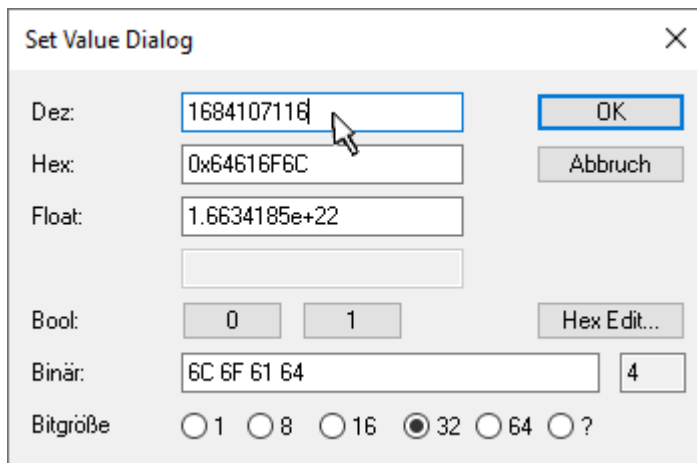 Set Value Dialog
Dez: 1684107116 OK
Hex: 0x64616F6C Abbruch
Float: 1.6634185e+22
Bool: 0 1 Hex Edit...
Binär: 6C 6F 61 64 4
Bitgröße 1 8 16 32 64 ?